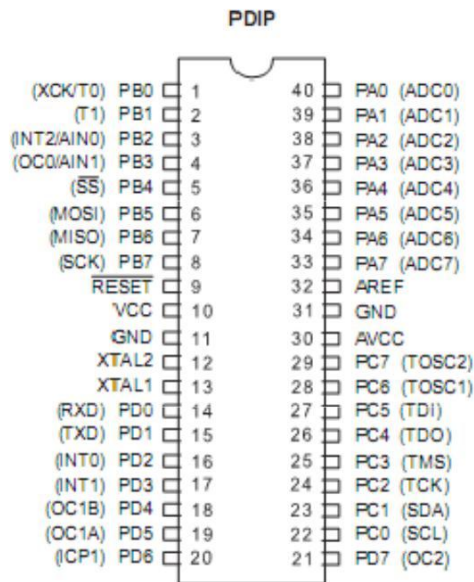 PDIP
(XCK/T0) PB0 1 40 PA0 (ADC0)
(T1) PB1 2 39 PA1 (ADC1)
(INT2/AIN0) PB2 3 38 PA2 (ADC2)
(OC0/AIN1) PB3 4 37 PA3 (ADC3)
(S̅S̅) PB4 5 36 PA4 (ADC4)
(MOSI) PB5 6 35 PA5 (ADC5)
(MISO) PB6 7 34 PA6 (ADC6)
(SCK) PB7 8 33 PA7 (ADC7)
R̅E̅S̅E̅T̅ 9 32 AREF
VCC 10 31 GND
GND 11 30 AVCC
XTAL2 12 29 PC7 (TOSC2)
XTAL1 13 28 PC6 (TOSC1)
(RXD) PD0 14 27 PC5 (TDI)
(TXD) PD1 15 26 PC4 (TDO)
(INT0) PD2 16 25 PC3 (TMS)
(INT1) PD3 17 24 PC2 (TCK)
(OC1B) PD4 18 23 PC1 (SDA)
(OC1A) PD5 19 22 PC0 (SCL)
(ICP1) PD6 20 21 PD7 (OC2)